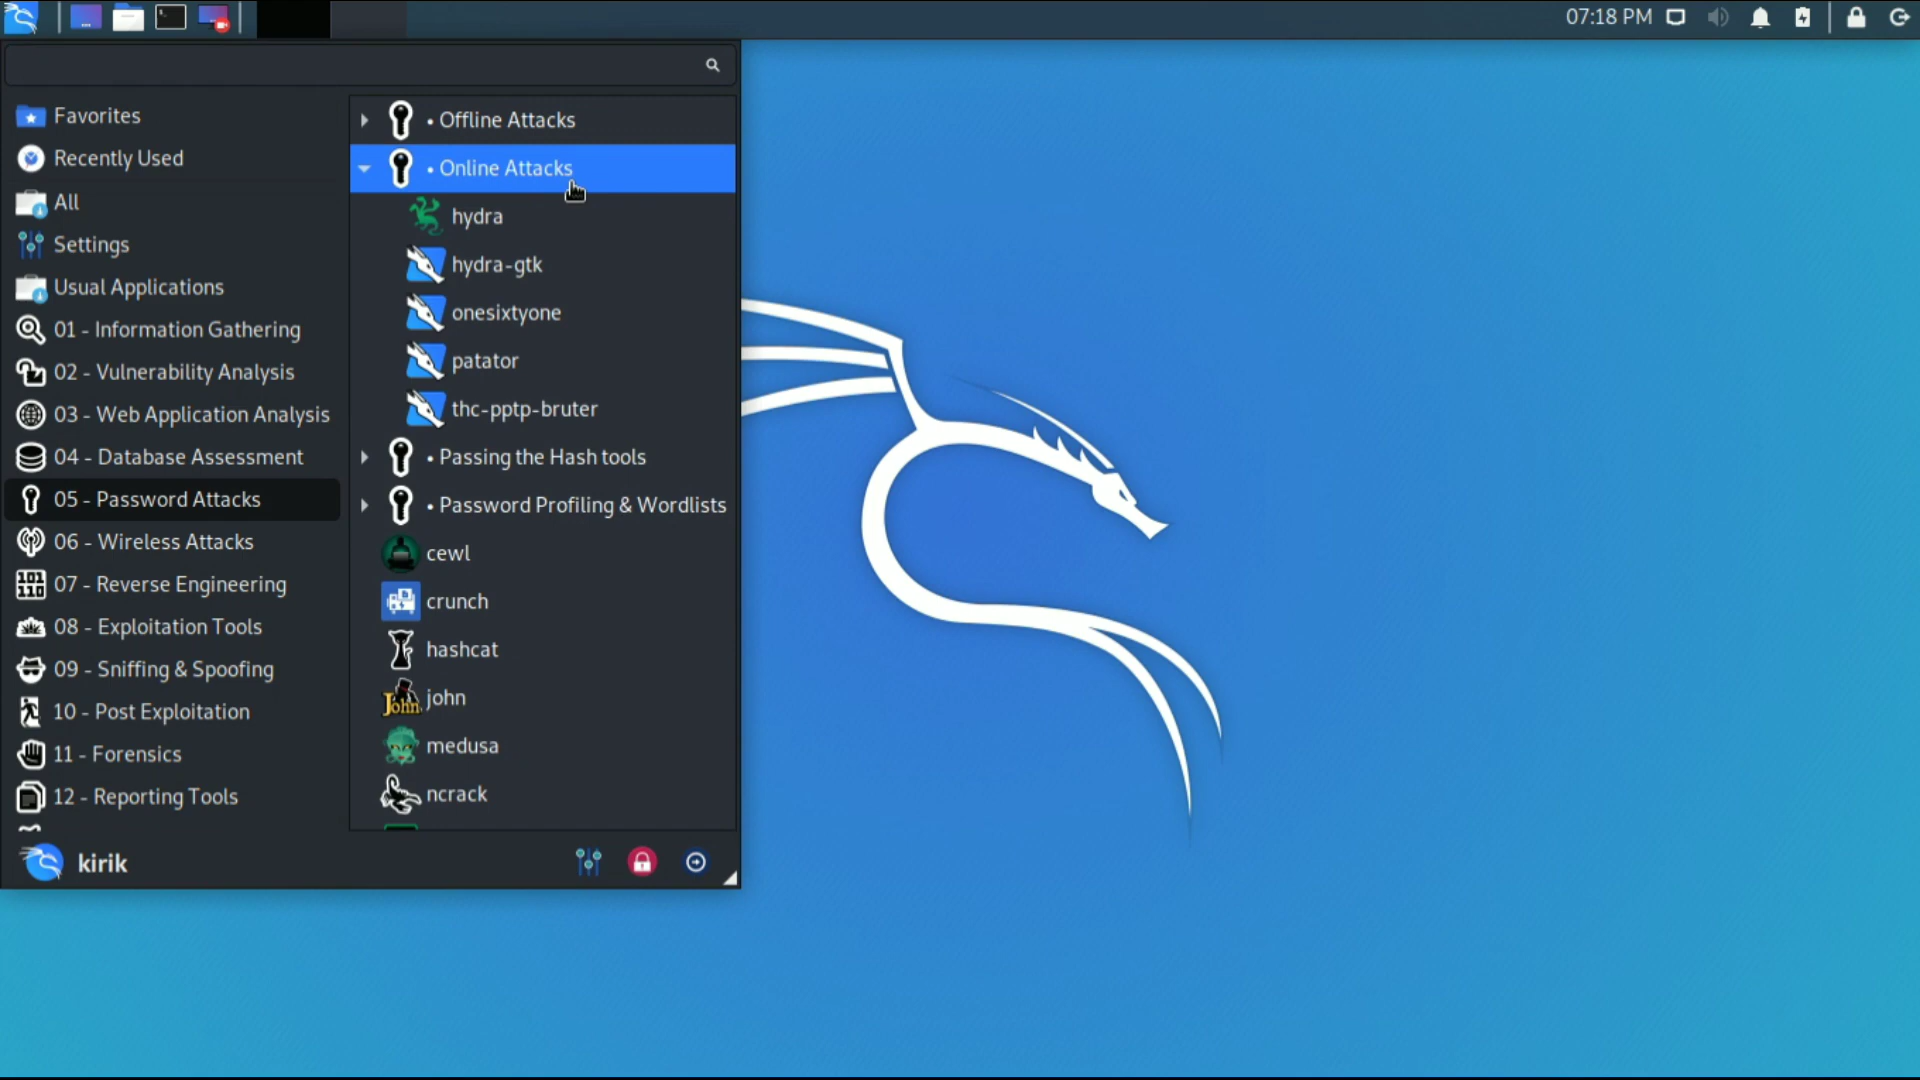 07:18 PM
Favorites
Recently Used
All
Settings
Usual Applications
01 - Information Gathering
02 - Vulnerability Analysis
03 - Web Application Analysis
04 - Database Assessment
05 - Password Attacks
06 - Wireless Attacks
07 - Reverse Engineering
08 - Exploitation Tools
09 - Sniffing & Spoofing
10 - Post Exploitation
11 - Forensics
12 - Reporting Tools
• Offline Attacks
• Online Attacks
hydra
hydra-gtk
onesixtyone
patator
thc-pptp-bruter
• Passing the Hash tools
• Password Profiling & Wordlists
cewl
crunch
hashcat
John john
medusa
ncrack
kirik